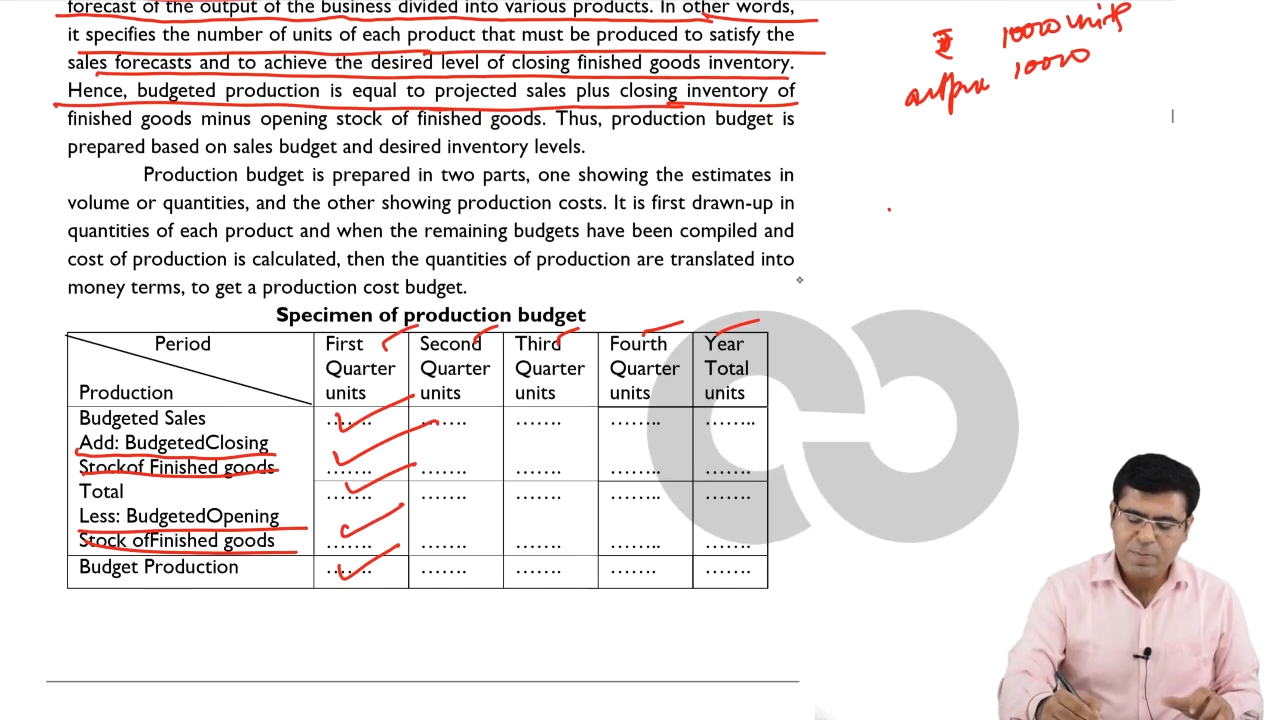 forecast of the output of the business divided into various products. In other words,
it specifies the number of units of each product that must be produced to satisfy the
sales forecasts and to achieve the desired level of closing finished goods inventory.
Hence, budgeted production is equal to projected sales plus closing inventory of
finished goods minus opening stock of finished goods. Thus, production budget is
prepared based on sales budget and desired inventory levels.
Production budget is prepared in two parts, one showing the estimates in
volume or quantities, and the other showing production costs. It is first drawn-up in
quantities of each product and when the remaining budgets have been compiled and
cost of production is calculated, then the quantities of production are translated into
money terms, to get a production cost budget.
Specimen of production budget
Period
Production
First Quarter units
Second Quarter units
Third Quarter units
Fourth Quarter units
Year Total units
Budgeted Sales ……. ……. ……. …….. ……..
Add: BudgetedClosing
Stockof Finished goods ……. ……. ……. …….. …….
Total ……. ……. ……. …….. …….
Less: BudgetedOpening
Stock ofFinished goods ……. ……. ……. …….. …….
Budget Production ……. ……. ……. ……. …….
units